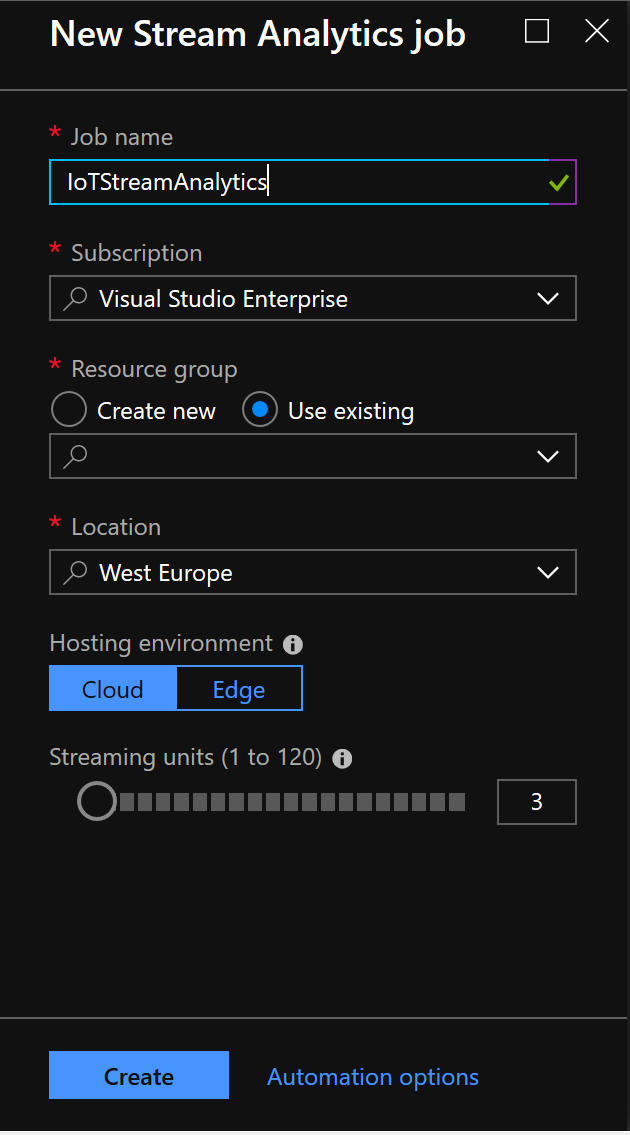 New Stream Analytics job
* Job name
IoTStreamAnalytics
* Subscription
Visual Studio Enterprise
* Resource group
Create new Use existing
* Location
West Europe
Hosting environment
Cloud Edge
Streaming units (1 to 120)
3
Create Automation options